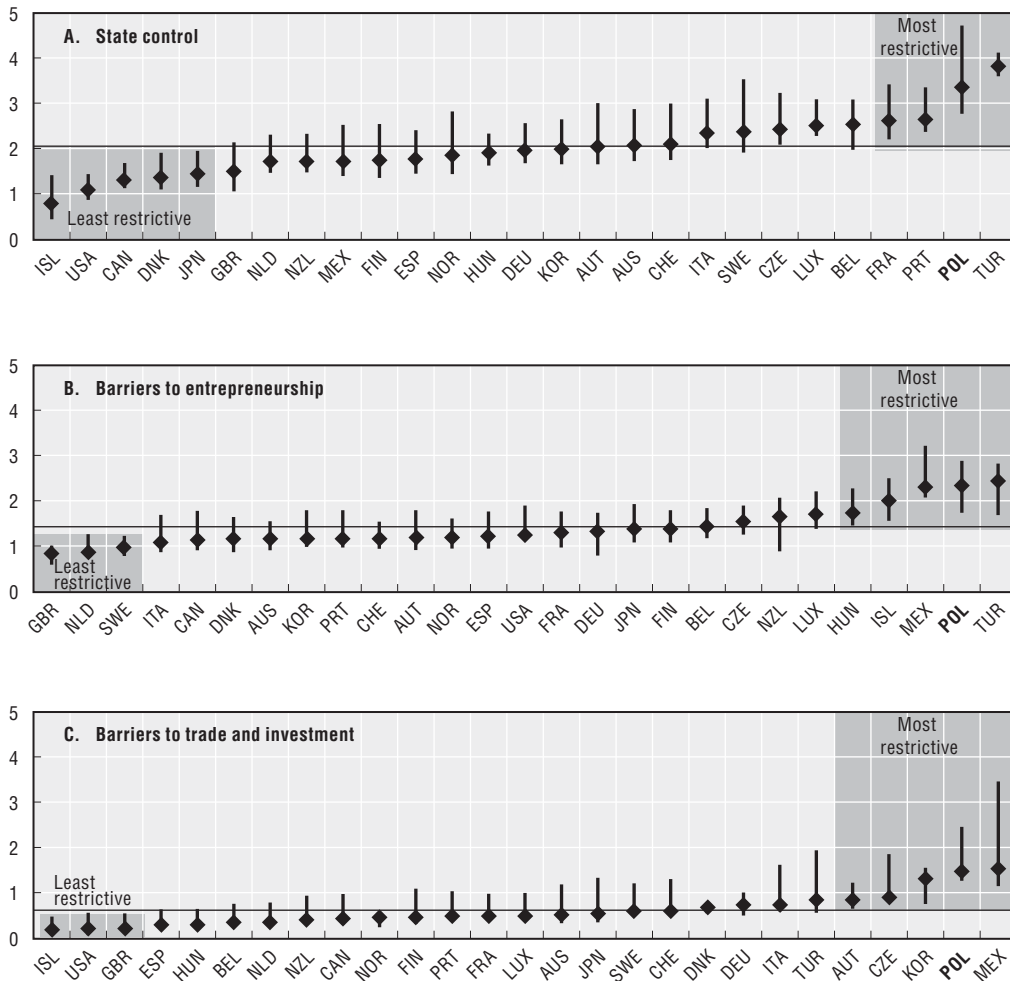 5
A. State control
Most
restrictive
4
3
2
1
Least restrictive
0
ISL USA CAN DNK JPN GBR NLD NZL MEX FIN ESP NOR HUN DEU KOR AUT AUS CHE ITA SWE CZE LUX BEL FRA PRT POL TUR
5
B. Barriers to entrepreneurship
Most
restrictive
4
3
2
1
Least
restrictive
0
GBR NLD SWE ITA CAN DNK AUS KOR PRT CHE AUT NOR ESP USA FRA DEU JPN FIN BEL CZE NZL LUX HUN ISL MEX POL TUR
5
C. Barriers to trade and investment
Most
restrictive
4
3
2
1
Least
restrictive
0
ISL USA GBR ESP HUN BEL NLD NZL CAN NOR FIN PRT FRA LUX AUS JPN SWE CHE DNK DEU ITA TUR AUT CZE KOR POL MEX